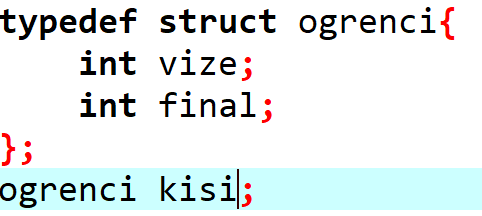 typedef struct ogrenci{
    int vize;
    int final;
};
ogrenci kisi;